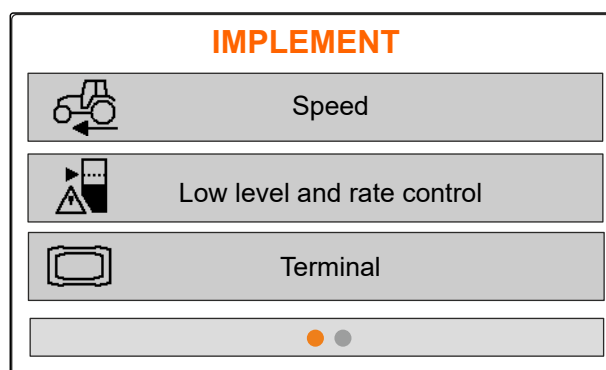 IMPLEMENT
Speed
Low level and rate control
Terminal